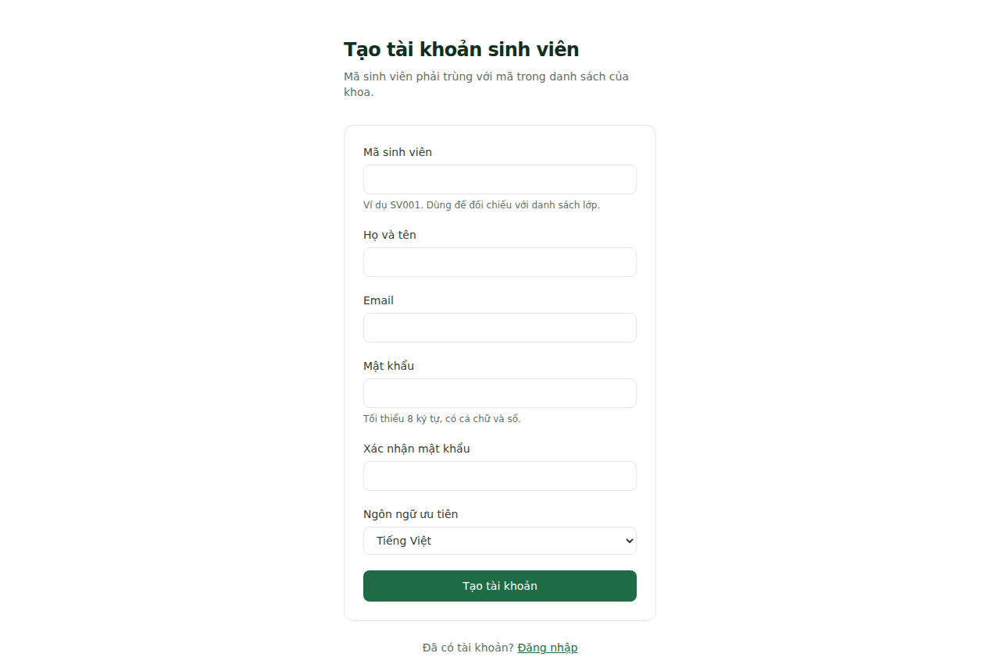 Tạo tài khoản sinh viên
Mã sinh viên phải trùng với mã trong danh sách của
khoa.
Mã sinh viên
Ví dụ SV001. Dùng để đối chiếu với danh sách lớp.
Họ và tên
Email
Mật khẩu
Tối thiểu 8 ký tự, có cả chữ và số.
Xác nhận mật khẩu
Ngôn ngữ ưu tiên
Tiếng Việt
Tạo tài khoản
Đã có tài khoản? Đăng nhập